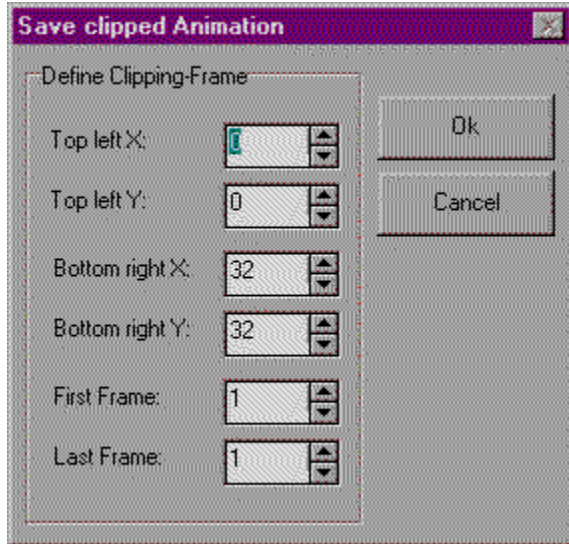 Save clipped Animation
Define Clipping-Frame
Top left X: 0
Ok
Top left Y: 0
Cancel
Bottom right X: 32
Bottom right Y: 32
First Frame: 1
Last Frame: 1